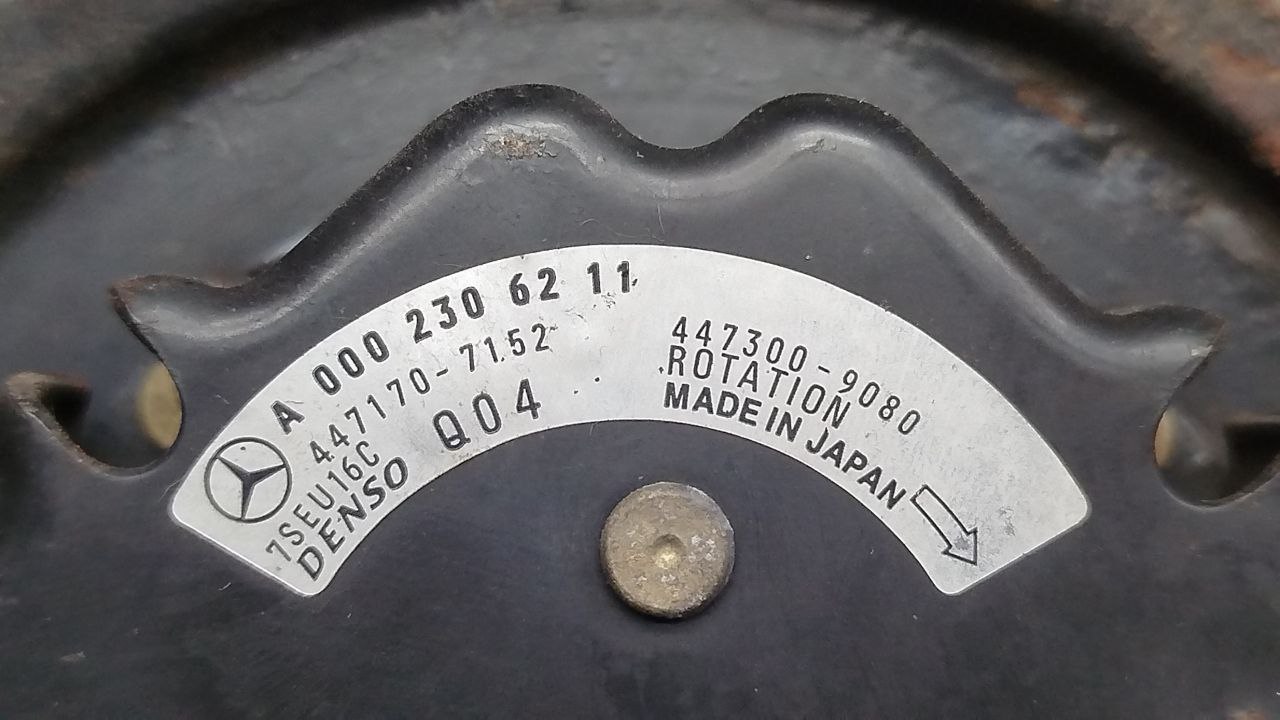 A 000 230 62 11
447170-7152
7SEU16C
DENSO Q04
447300-9080
ROTATION
MADE IN JAPAN